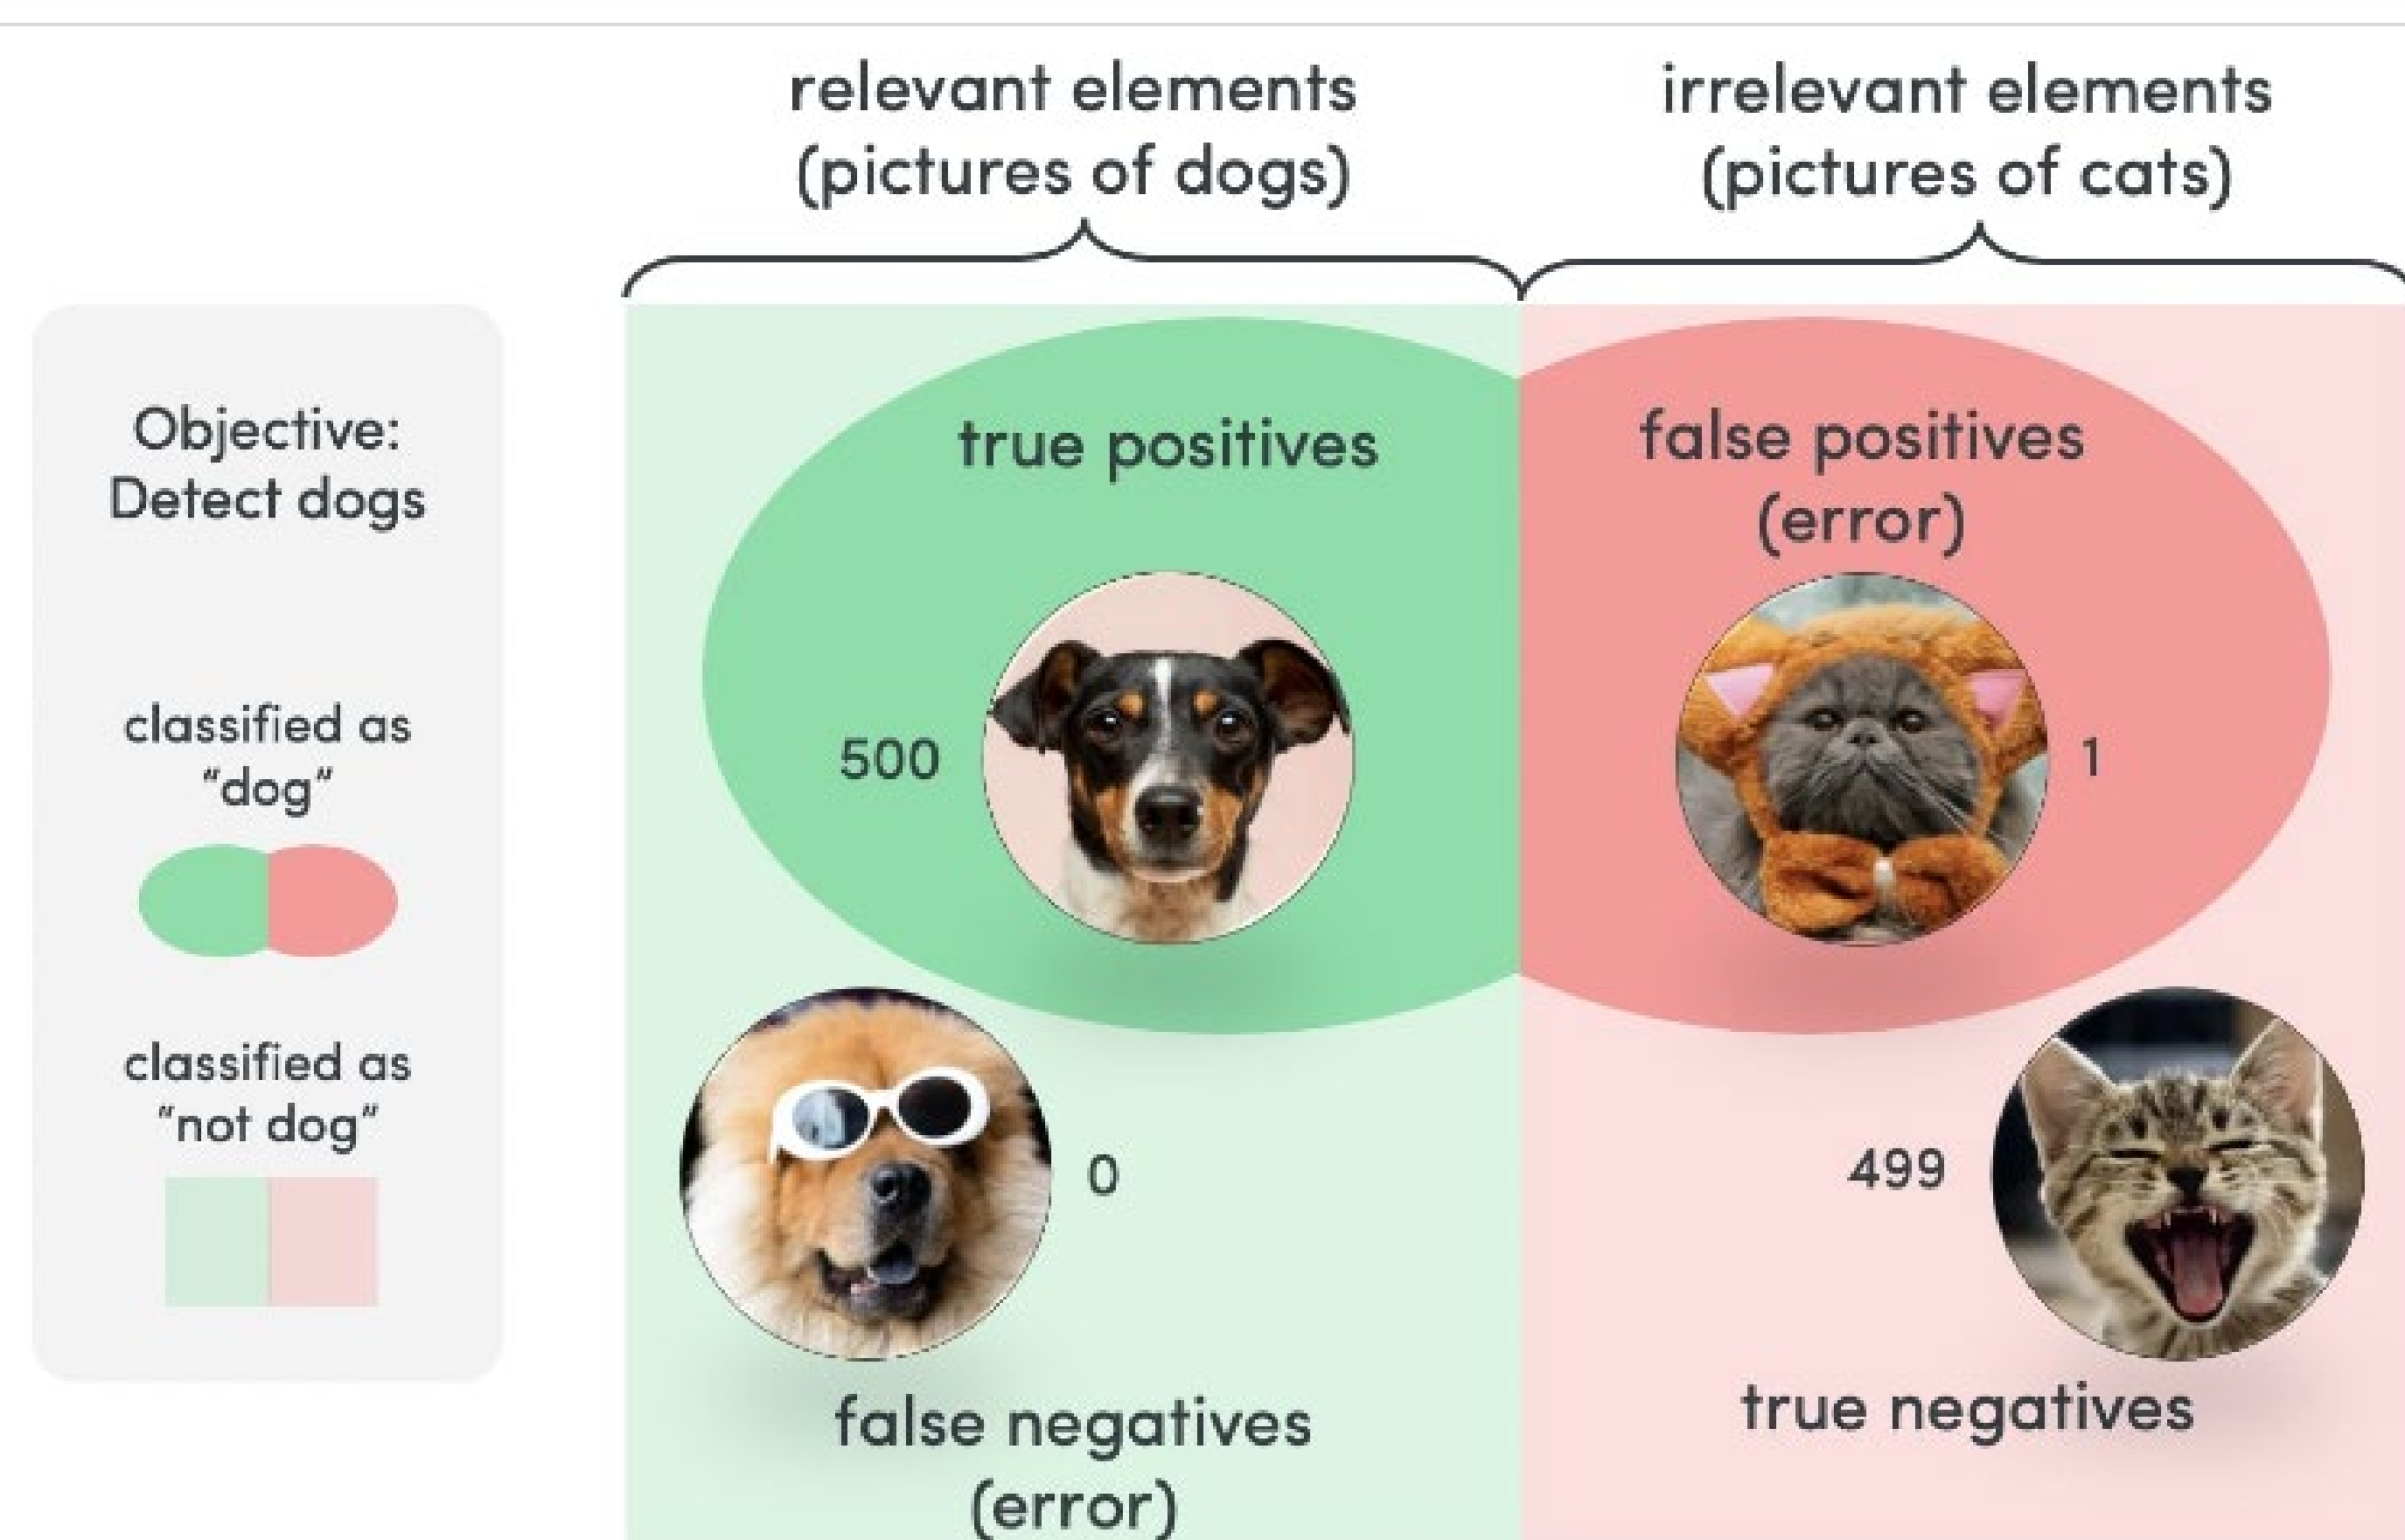 relevant elements
(pictures of dogs)
irrelevant elements
(pictures of cats)
Objective:
Detect dogs
classified as
“dog”
classified as
“not dog”
true positives
500
false positives
(error)
1
0
false negatives
(error)
499
true negatives